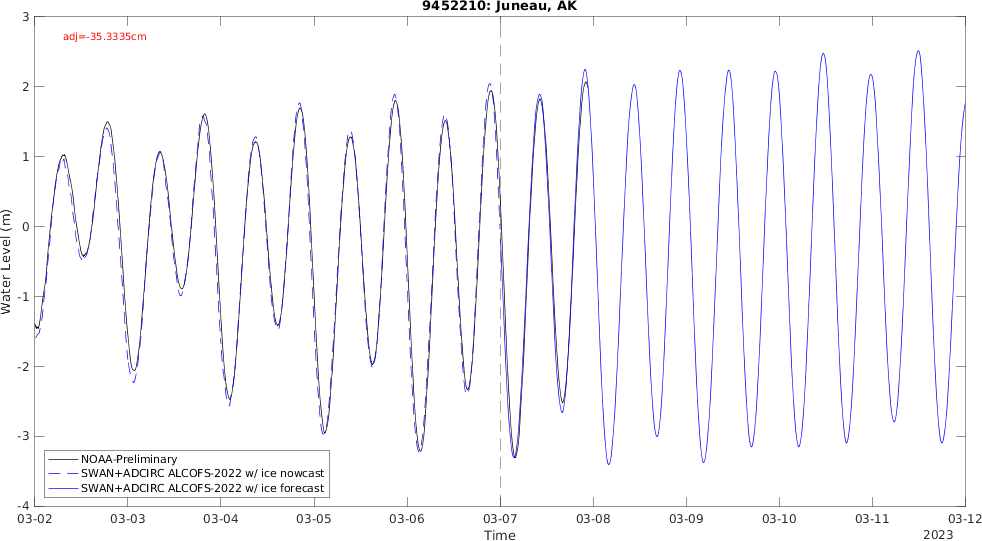 9452210: Juneau, AK
adj=-35.3335cm
3
2
1
0
-1
-2
-3
-4
Water Level (m)
NOAA-Preliminary
SWAN+ADCIRC ALCOFS-2022 w/ ice nowcast
SWAN+ADCIRC ALCOFS-2022 w/ ice forecast
03-02 03-03 03-04 03-05 03-06 03-07 03-08 03-09 03-10 03-11 03-12
Time
2023